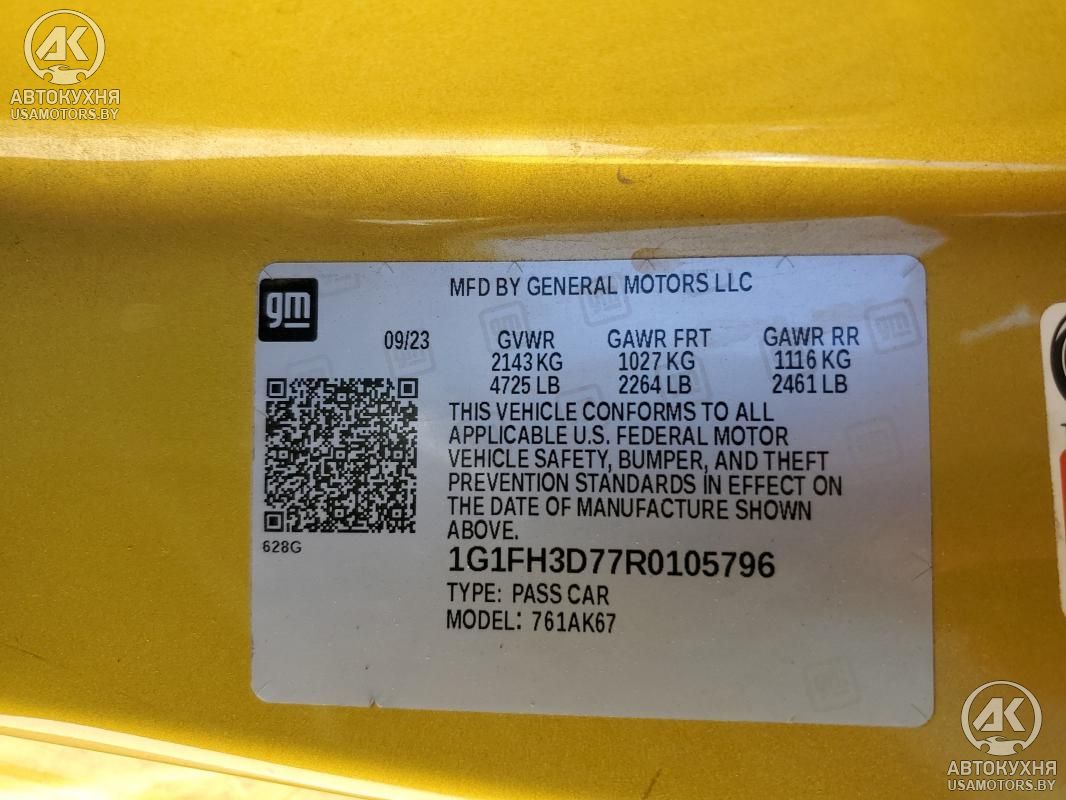 AK
АВТОКУХНЯ
USAMOTORS.BY
gm
MFD BY GENERAL MOTORS LLC
09/23 GVWR GAWR FRT GAWR RR
2143 KG 1027 KG 1116 KG
4725 LB 2264 LB 2461 LB
THIS VEHICLE CONFORMS TO ALL
APPLICABLE U.S. FEDERAL MOTOR
VEHICLE SAFETY, BUMPER, AND THEFT
PREVENTION STANDARDS IN EFFECT ON
THE DATE OF MANUFACTURE SHOWN
ABOVE.
628G
1G1FH3D77R0105796
TYPE: PASS CAR
MODEL: 761AK67
AK
АВТОКУХНЯ
USAMOTORS.BY